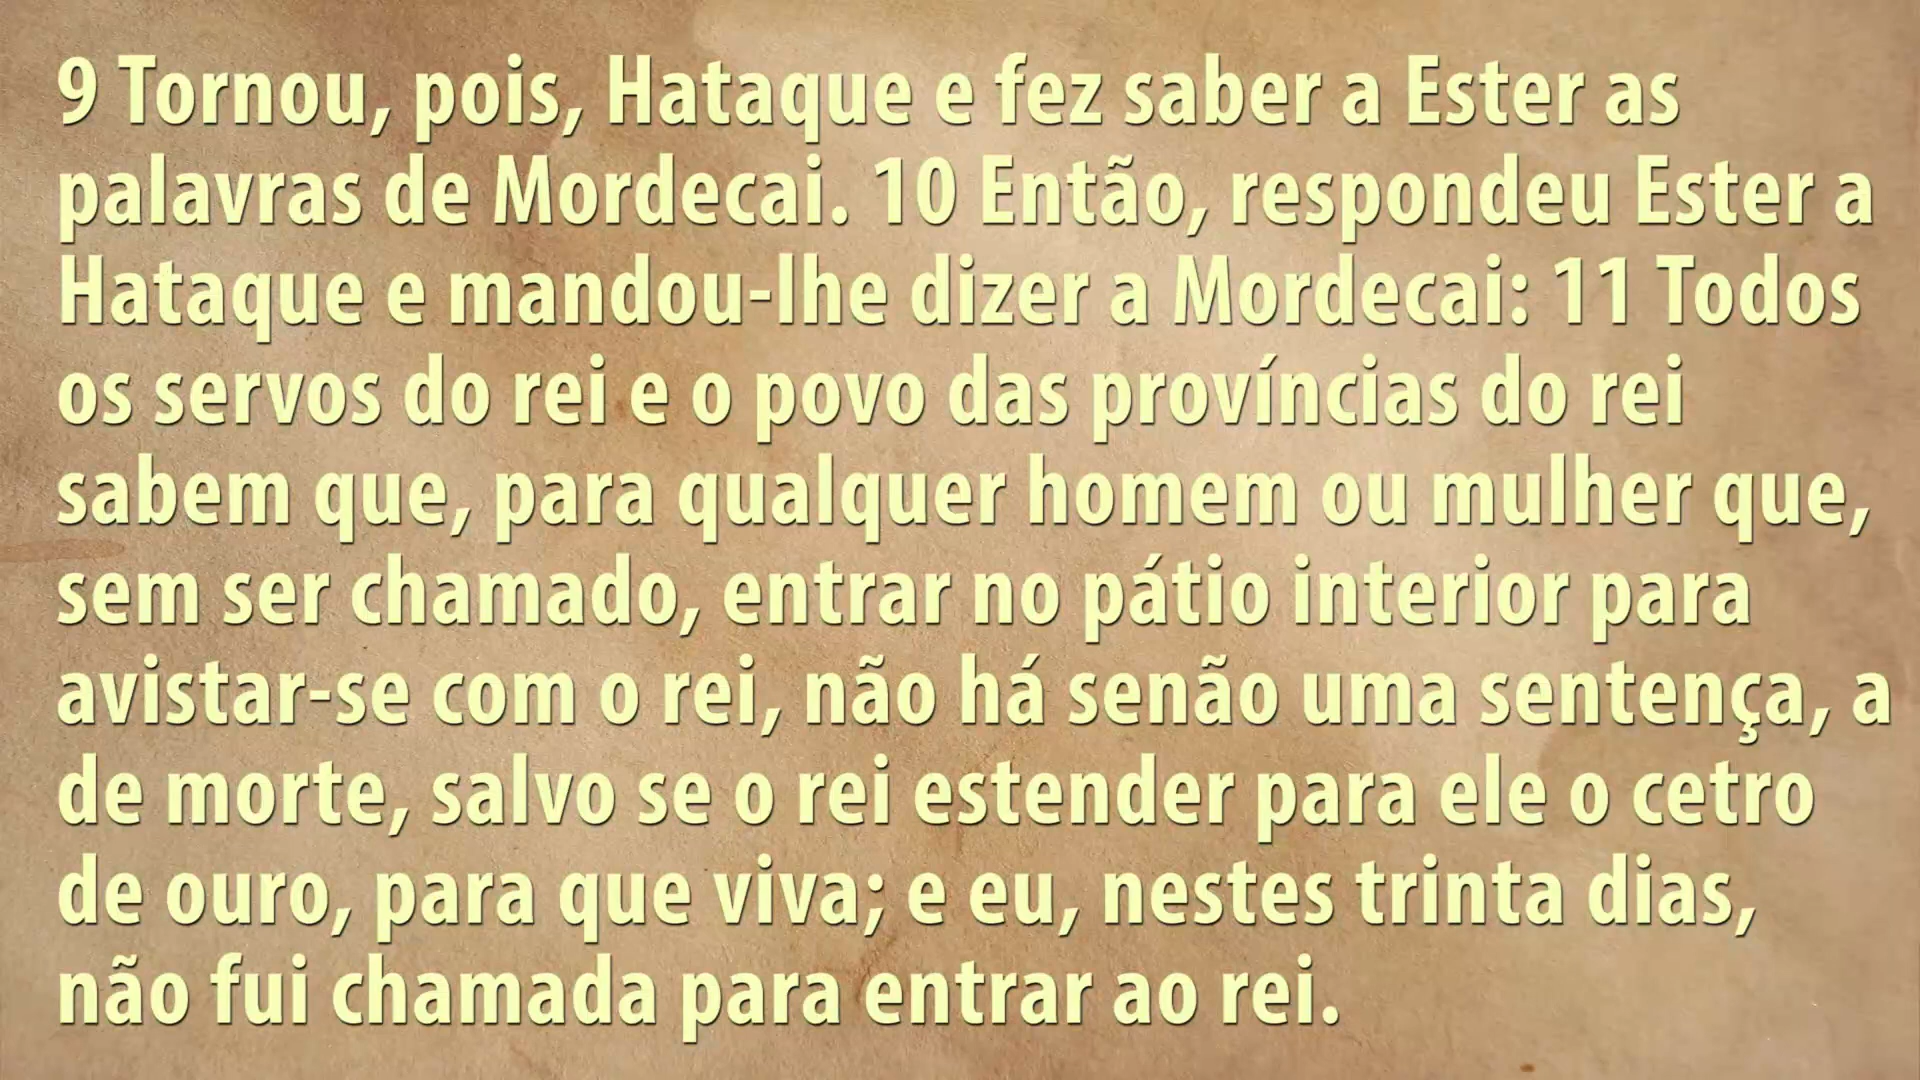 9 Tornou, pois, Hataque e fez saber a Ester as
palavras de Mordecai. 10 Então, respondeu Ester a
Hataque e mandou-lhe dizer a Mordecai: 11 Todos
os servos do rei e o povo das províncias do rei
sabem que, para qualquer homem ou mulher que,
sem ser chamado, entrar no pátio interior para
avistar-se com o rei, não há senão uma sentença, a
de morte, salvo se o rei estender para ele o cetro
de ouro, para que viva; e eu, nestes trinta dias,
não fui chamada para entrar ao rei.